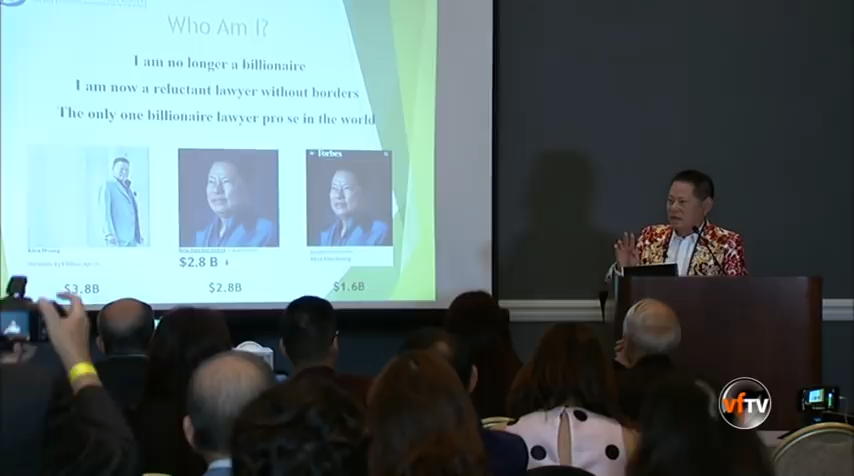 Who Am I?
I am no longer a billionaire
I am now a reluctant lawyer without borders
The only one billionaire lawyer pro se in the world
Forbes
$2.8 B
$3.8B
$2.8B
$1.6B
vfTV